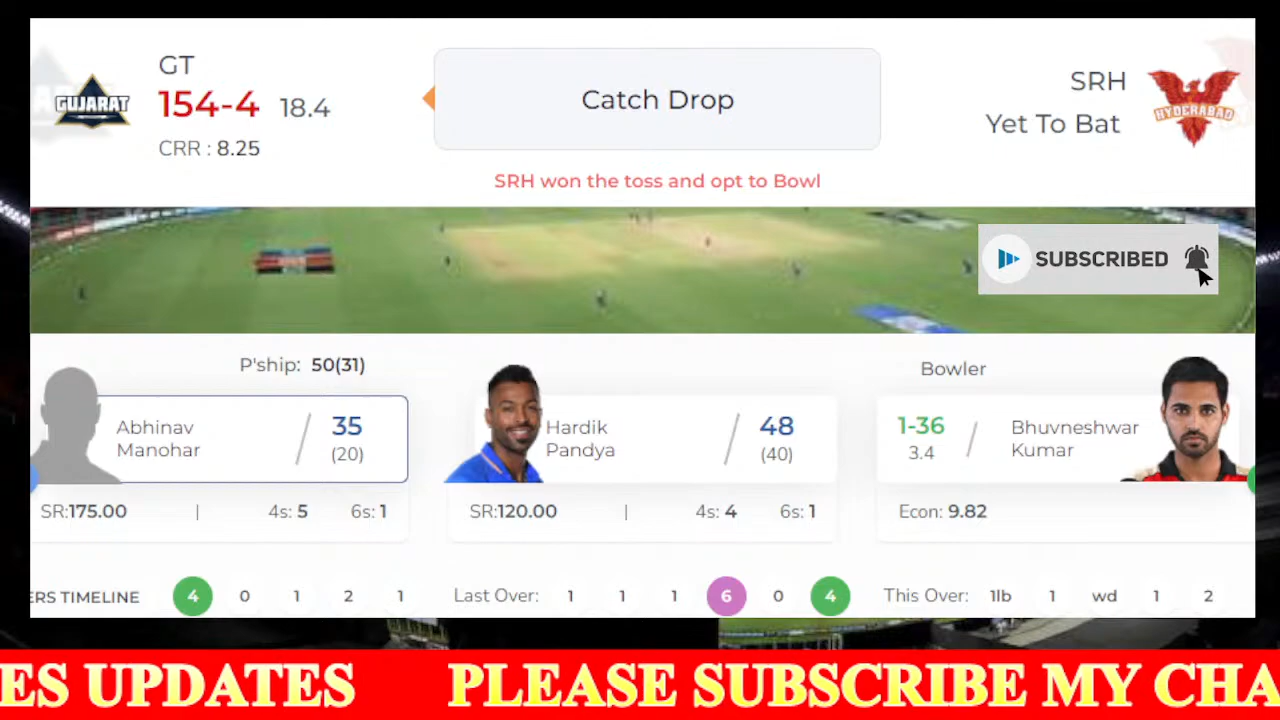 GT
154-4 18.4
CRR : 8.25
GUJARAT
Catch Drop
SRH won the toss and opt to Bowl
SRH
Yet To Bat
HYDERABAD
SUBSCRIBED
P'ship: 50(31)
Abhinav
Manohar
35
(20)
SR:175.00 | 4s: 5 6s: 1
Hardik
Pandya
48
(40)
SR:120.00 | 4s: 4 6s: 1
Bowler
1-36
3.4
Bhuvneshwar
Kumar
Econ: 9.82
ERS TIMELINE 4 0 1 2 1 Last Over: 1 1 1 6 0 4 This Over: 1lb 1 wd 1 2
ES UPDATES PLEASE SUBSCRIBE MY CHA